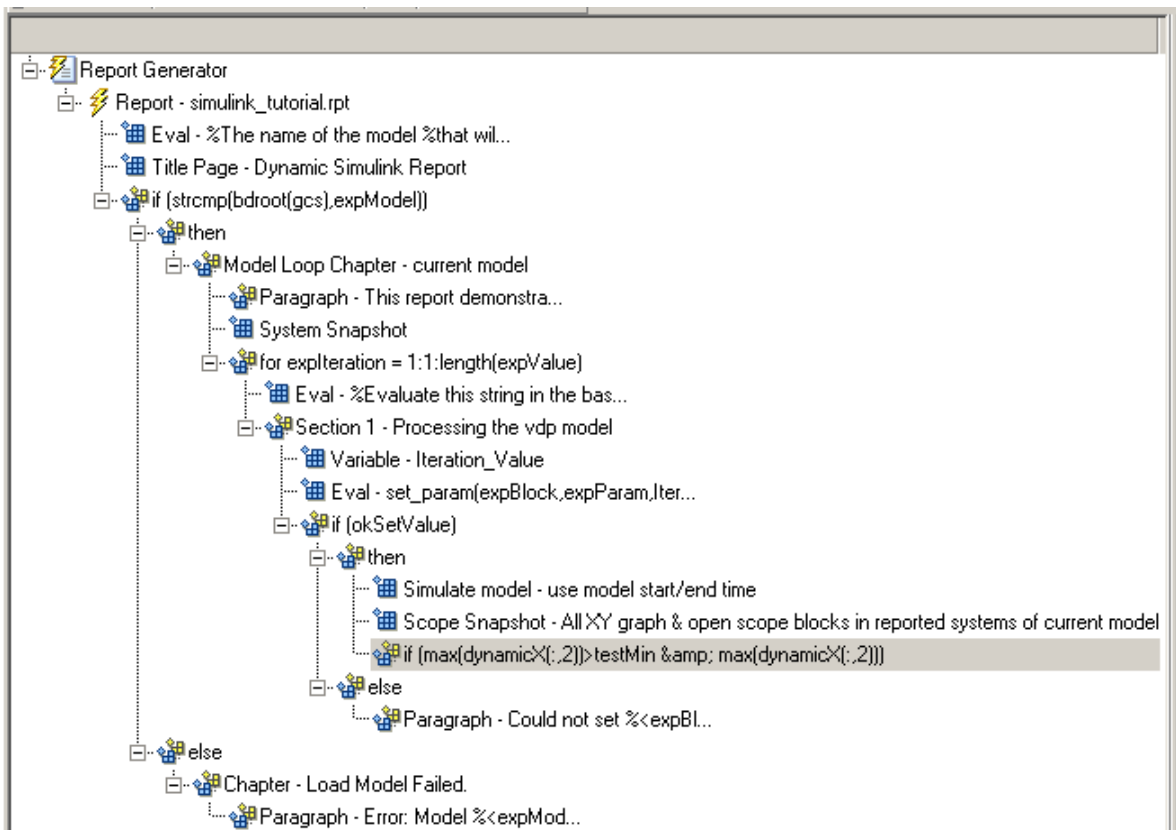 Report Generator
Report - simulink_tutorial.rpt
Eval - %The name of the model %that wil...
Title Page - Dynamic Simulink Report
if (strcmp(bdroot(gcs),expModel))
then
Model Loop Chapter - current model
Paragraph - This report demonstra...
System Snapshot
for expIteration = 1:1:length(expValue)
Eval - %Evaluate this string in the bas...
Section 1 - Processing the vdp model
Variable - Iteration_Value
Eval - set_param(expBlock,expParam,Iter...
if (okSetValue)
then
Simulate model - use model start/end time
Scope Snapshot - All XY graph & open scope blocks in reported systems of current model
if (max(dynamicX(:,2))>testMin &amp; max(dynamicX(:,2)))
else
Paragraph - Could not set %<expBl...
else
Chapter - Load Model Failed.
Paragraph - Error: Model %<expMod...